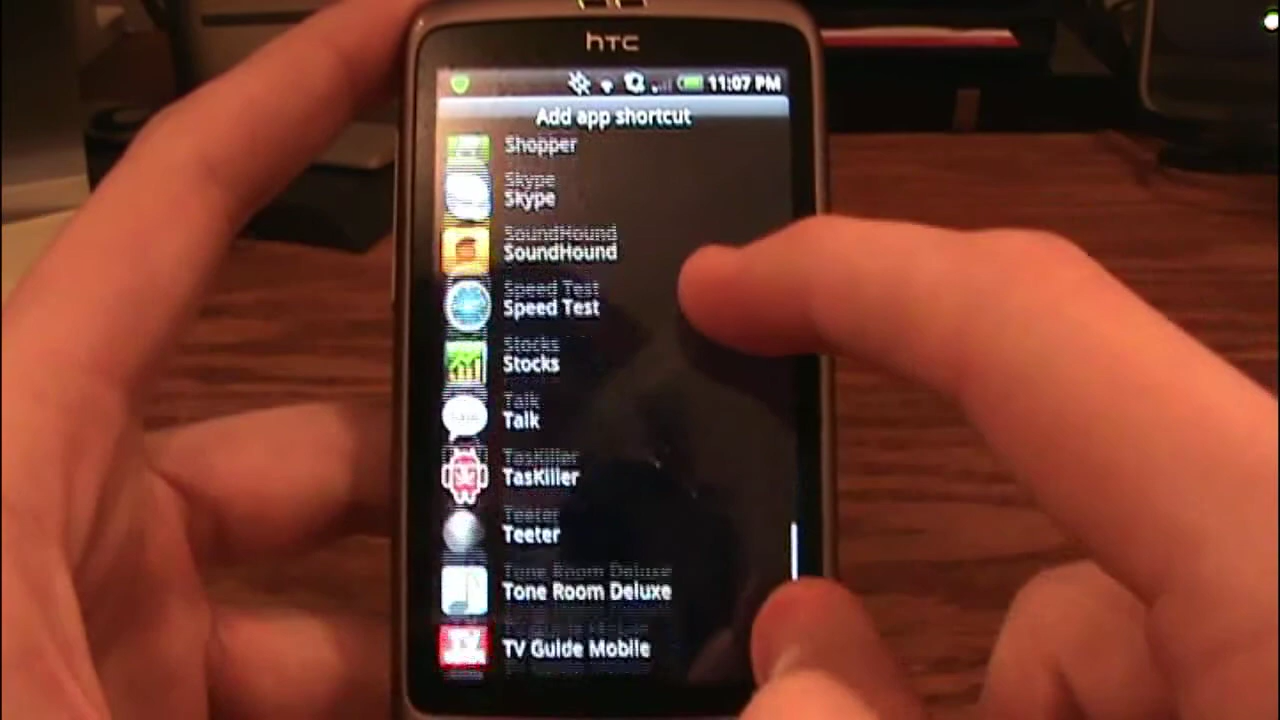 hTC
11:07 PM
Add app shortcut
Shopper
Skype
SoundHound
Speed Test
Stocks
Talk
TasKiller
Teeter
Tone Room Deluxe
TV Guide Mobile